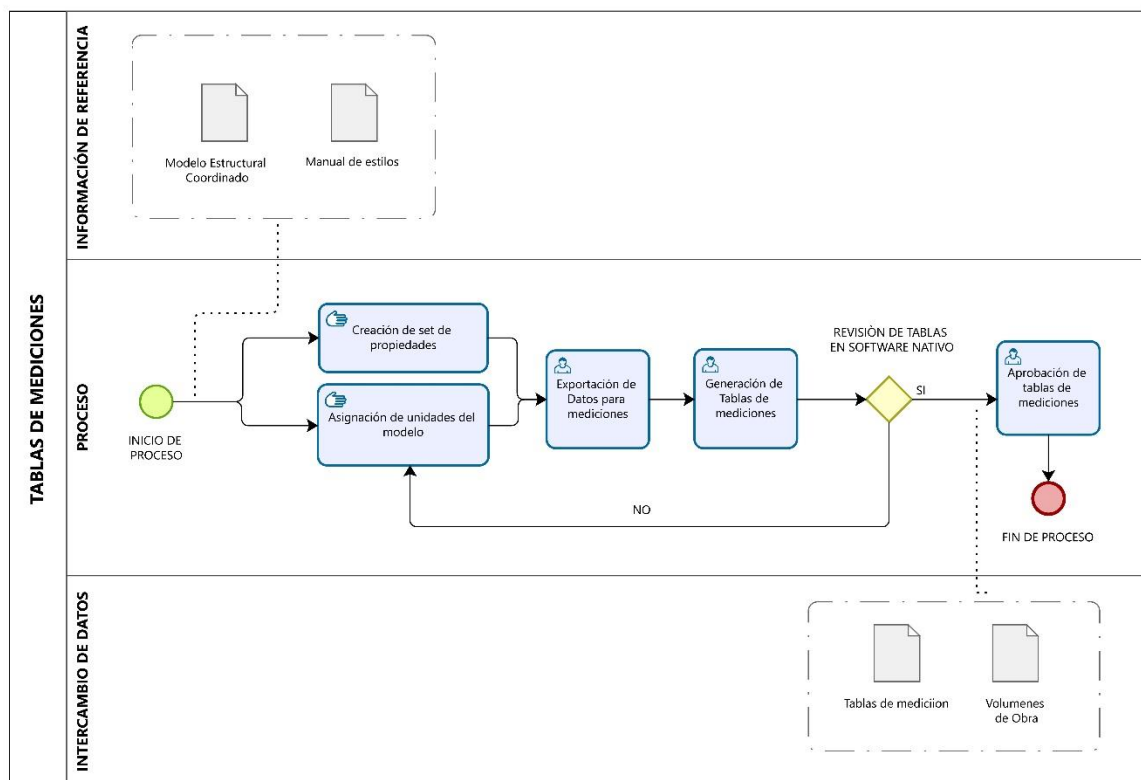 TABLAS DE MEDICIONES
INFORMACIÓN DE REFERENCIA
Modelo Estructural
Coordinado
Manual de estilos
PROCESO
INICIO DE
PROCESO
Creación de set de
propiedades
Asignación de unidades del
modelo
Exportación de
Datos para
mediciones
Generación de
Tablas de
mediciones
REVISIÒN DE TABLAS
EN SOFTWARE NATIVO
SI
NO
Aprobación de
tablas de
mediciones
FIN DE PROCESO
INTERCAMBIO DE DATOS
Tablas de mediciion
Volumenes
de Obra